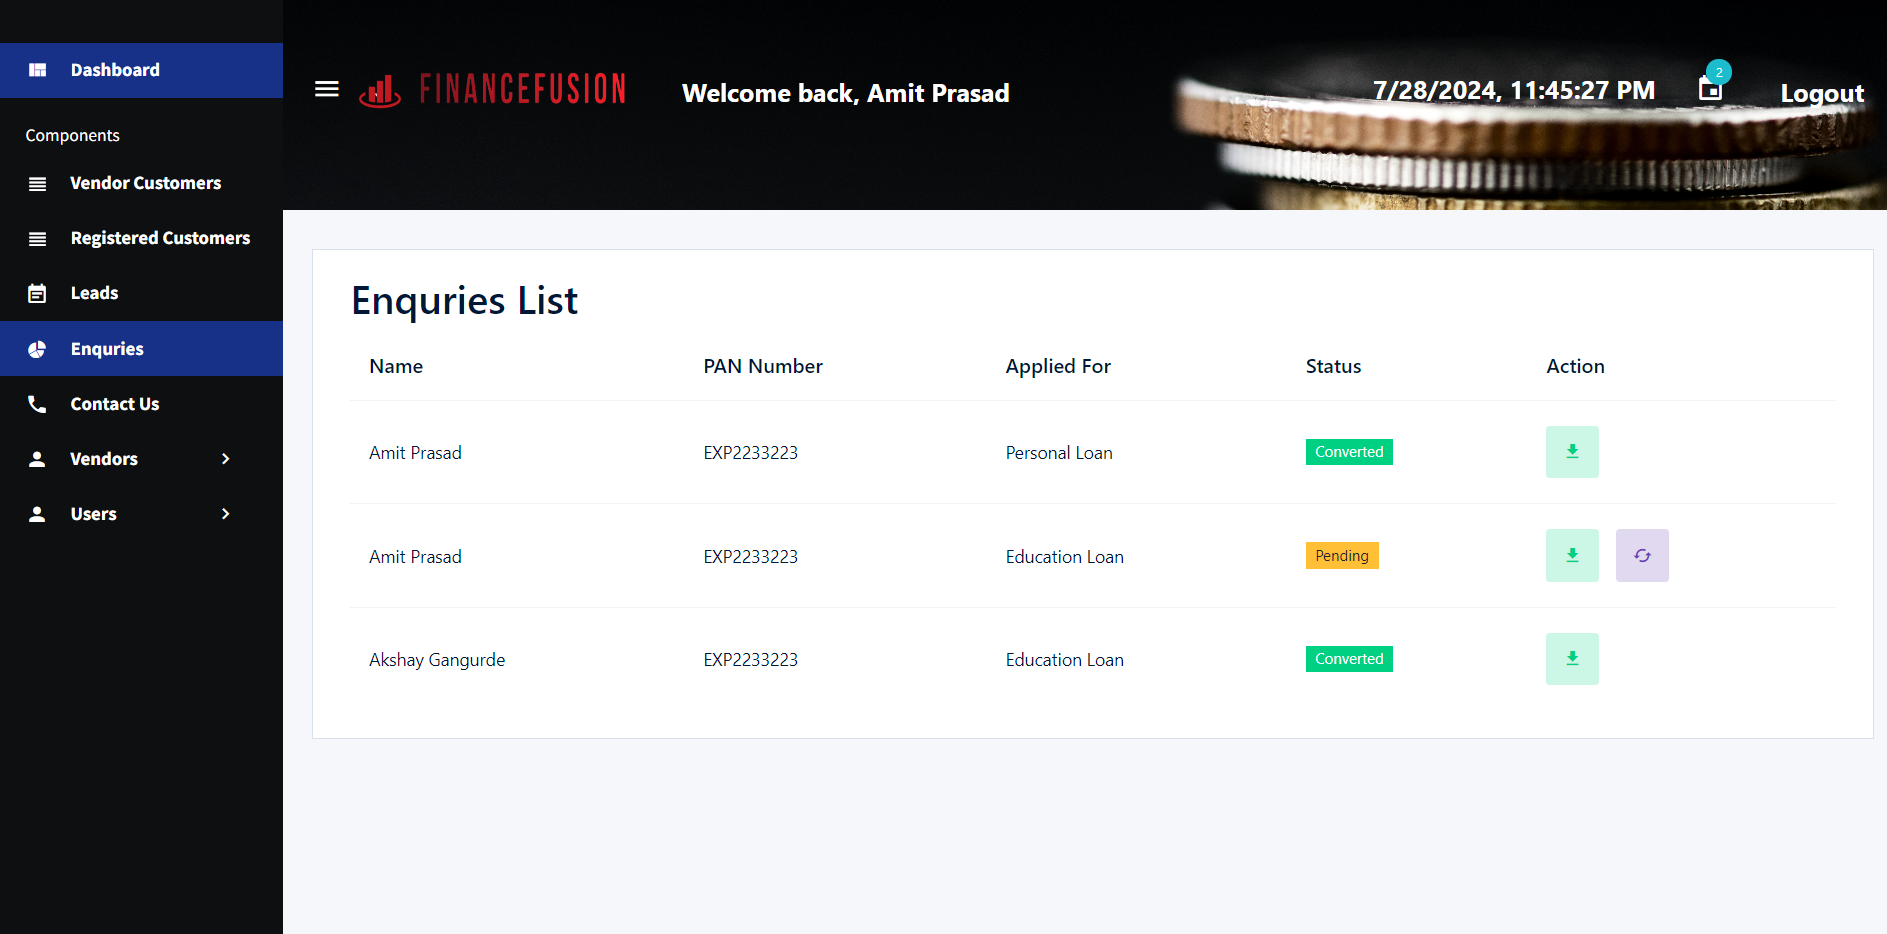 Dashboard
Components
Vendor Customers
Registered Customers
Leads
Enquries
Contact Us
Vendors
Users
FINANCEFUSION
Welcome back, Amit Prasad
7/28/2024, 11:45:27 PM
2
Logout
Enquries List
Name PAN Number Applied For Status Action
Amit Prasad EXP2233223 Personal Loan Converted
Amit Prasad EXP2233223 Education Loan Pending
Akshay Gangurde EXP2233223 Education Loan Converted